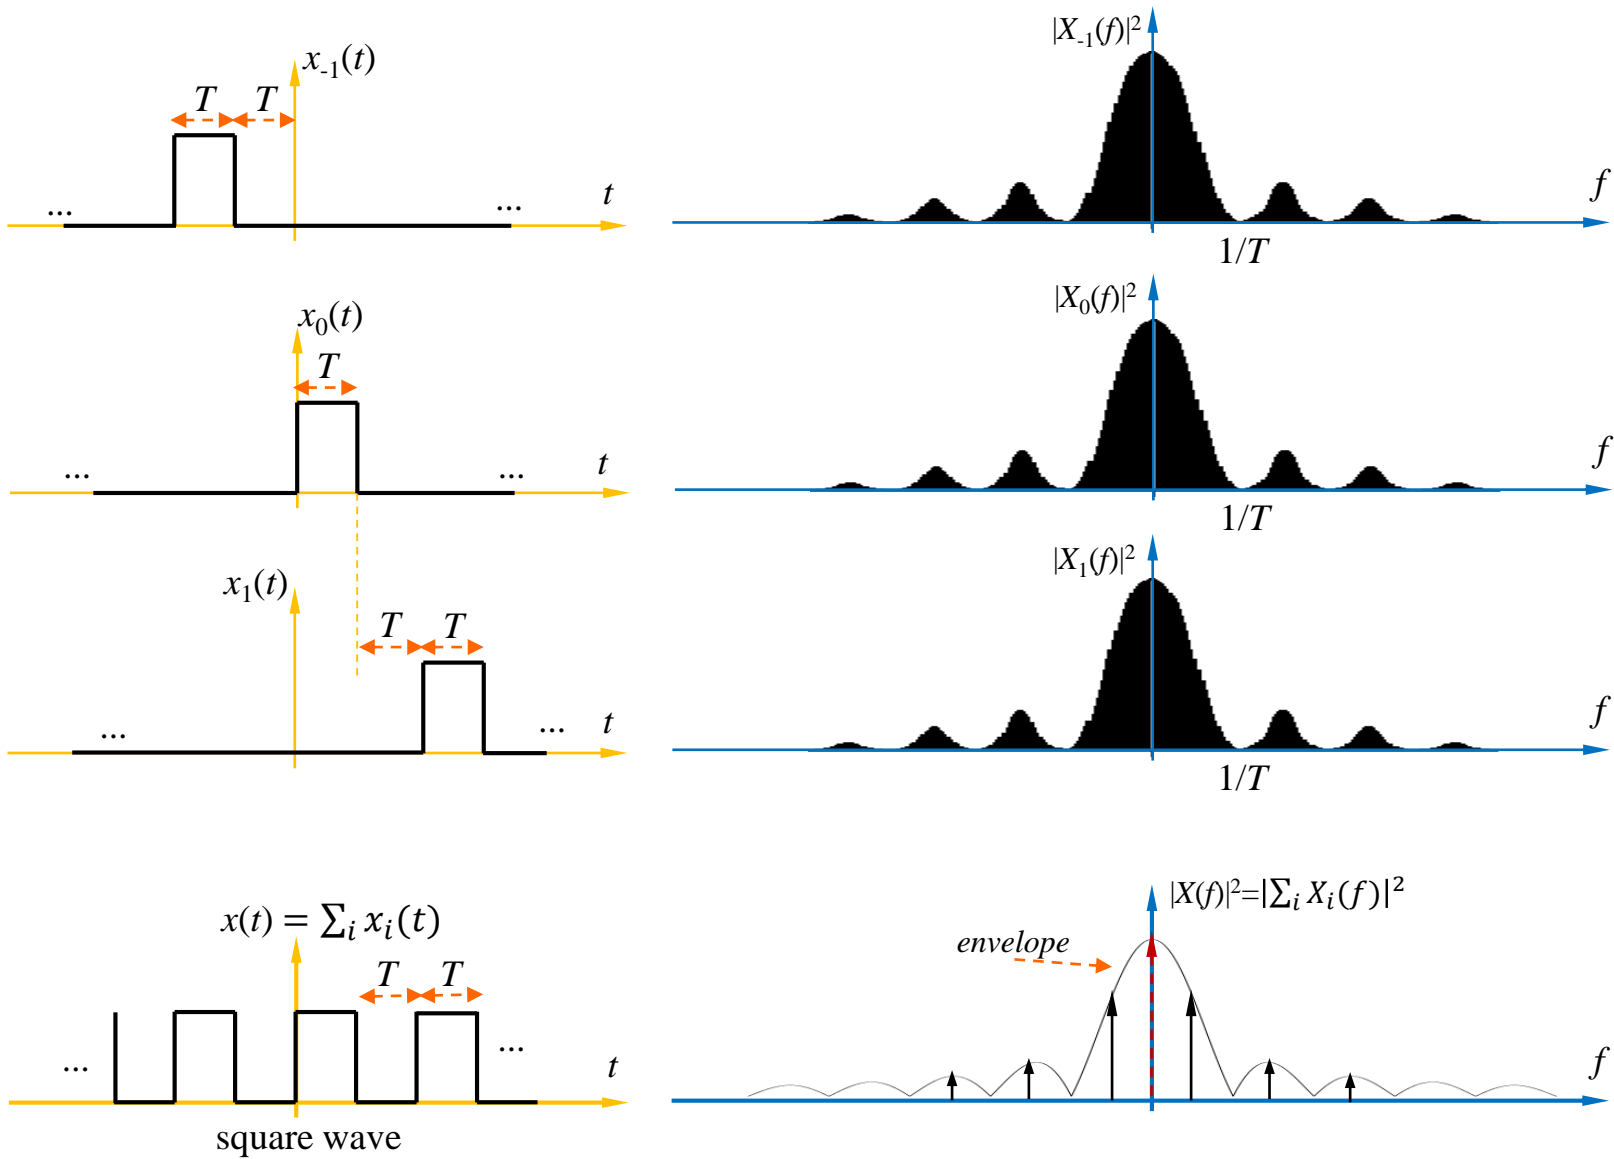 x₋₁(t)
T T
t
... ...
|X₋₁(f)|²
f
1/T
x₀(t)
T
t
... ...
|X₀(f)|²
f
1/T
x₁(t)
T T
t
... ...
|X₁(f)|²
f
1/T
x(t) = ∑ᵢ xᵢ(t)
T T
t
... ...
square wave
|X(f)|²=|∑ᵢ Xᵢ(f)|²
envelope
f